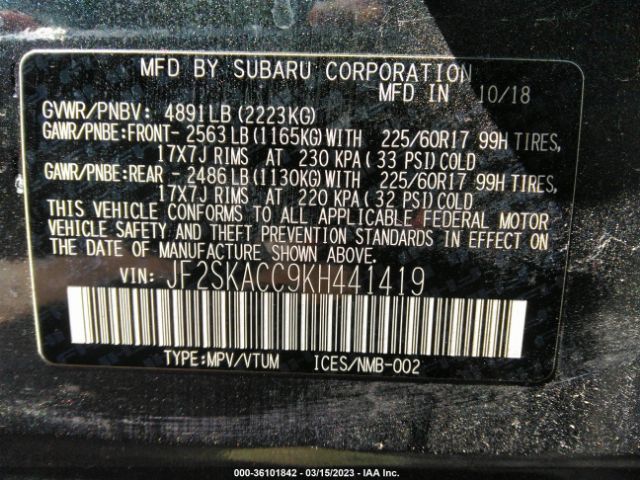 MFD BY SUBARU CORPORATION
MFD IN 10/18
GVWR/PNBV: 4891LB (2223KG)
GAWR/PNBE:FRONT- 2563 LB (1165KG) WITH 225/60R17 99H TIRES,
17X7J RIMS AT 230 KPA ( 33 PSI) COLD
GAWR/PNBE:REAR - 2486 LB (1130KG) WITH 225/60R17 99H TIRES,
17X7J RIMS AT 220 KPA ( 32 PSI) COLD
THIS VEHICLE CONFORMS TO ALL APPLICABLE FEDERAL MOTOR
VEHICLE SAFETY AND THEFT PREVENTION STANDARDS IN EFFECT ON
THE DATE OF MANUFACTURE SHOWN ABOVE.
VIN: JF2SKACC9KH441419
TYPE:MPV/VTUM ICES/NMB-002
000-36101842 - 03/15/2023 - IAA Inc.